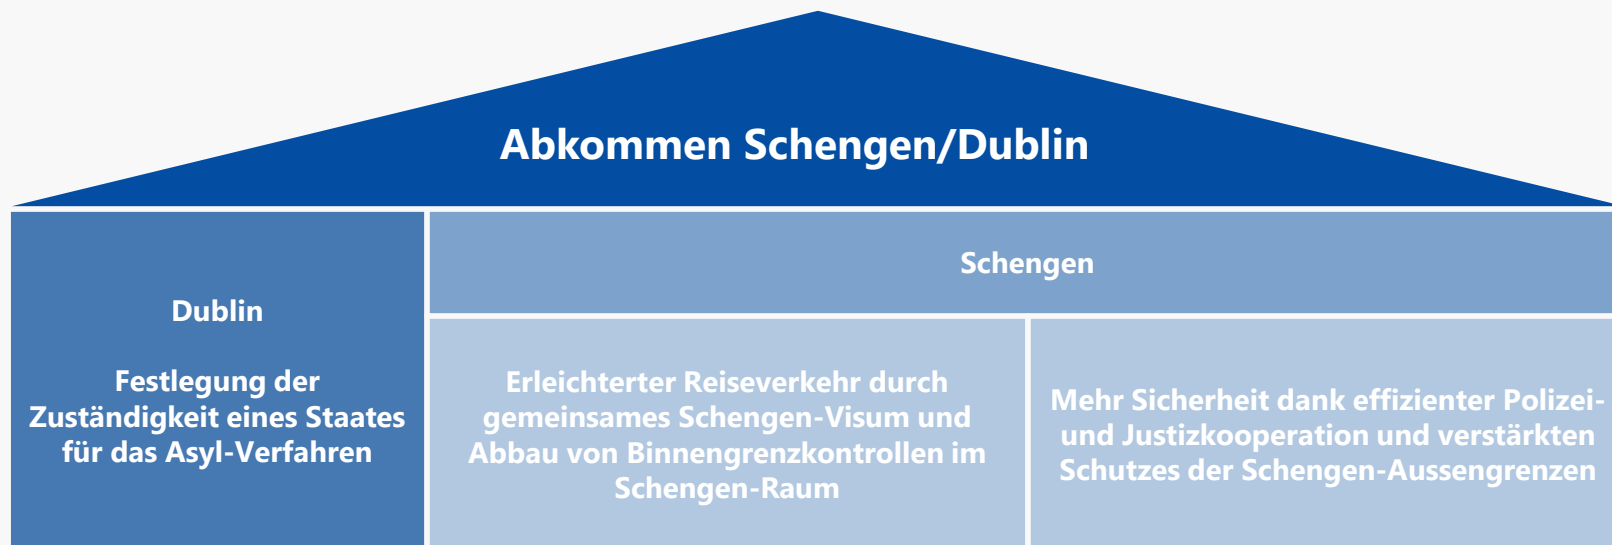 Abkommen Schengen/Dublin
Dublin
Festlegung der
Zuständigkeit eines Staates
für das Asyl-Verfahren
Schengen
Erleichterter Reiseverkehr durch
gemeinsames Schengen-Visum und
Abbau von Binnengrenzkontrollen im
Schengen-Raum
Mehr Sicherheit dank effizienter Polizei-
und Justizkooperation und verstärkten
Schutzes der Schengen-Aussengrenzen